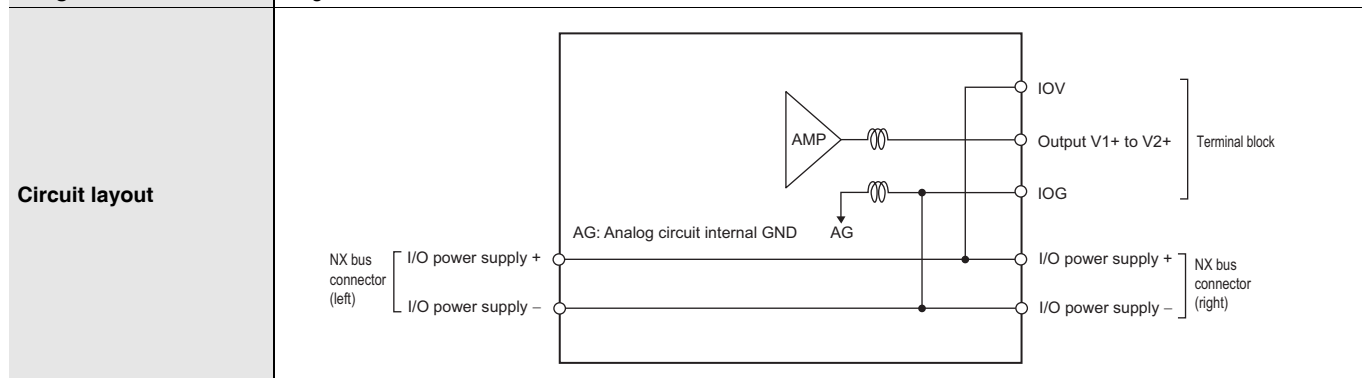 Circuit layout
IOV
AMP
Output V1+ to V2+
Terminal block
IOG
AG: Analog circuit internal GND
AG
NX bus
connector
(left)
I/O power supply +
I/O power supply −
I/O power supply +
I/O power supply −
NX bus
connector
(right)